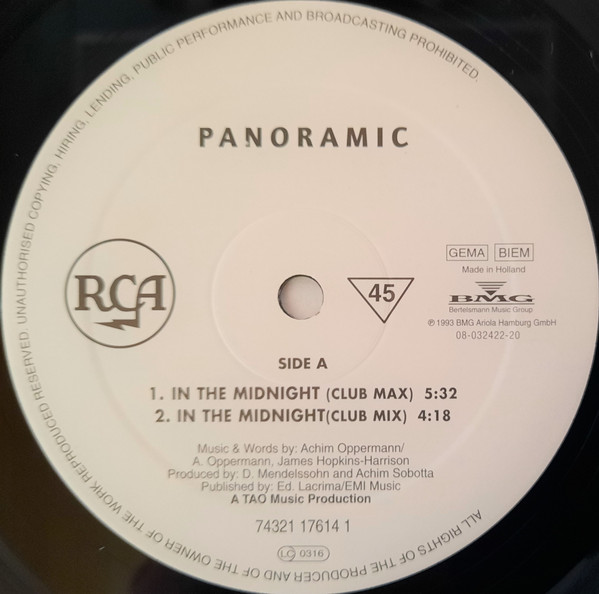 ALL RIGHTS OF THE PRODUCER AND OF THE OWNER OF THE WORK REPRODUCED RESERVED. UNAUTHORISED COPYING, HIRING, LENDING, PUBLIC PERFORMANCE AND BROADCASTING PROHIBITED.
PANORAMIC
RCA
45
GEMA BIEM
Made in Holland
BMG
Bertelsmann Music Group
℗ 1993 BMG Ariola Hamburg GmbH
08-032422-20
SIDE A
1. IN THE MIDNIGHT (CLUB MAX) 5:32
2. IN THE MIDNIGHT(CLUB MIX) 4:18
Music & Words by: Achim Oppermann/
A. Oppermann, James Hopkins-Harrison
Produced by: D. Mendelssohn and Achim Sobotta
Published by: Ed. Lacrima/EMI Music
A TAO Music Production
74321 17614 1
LC 0316